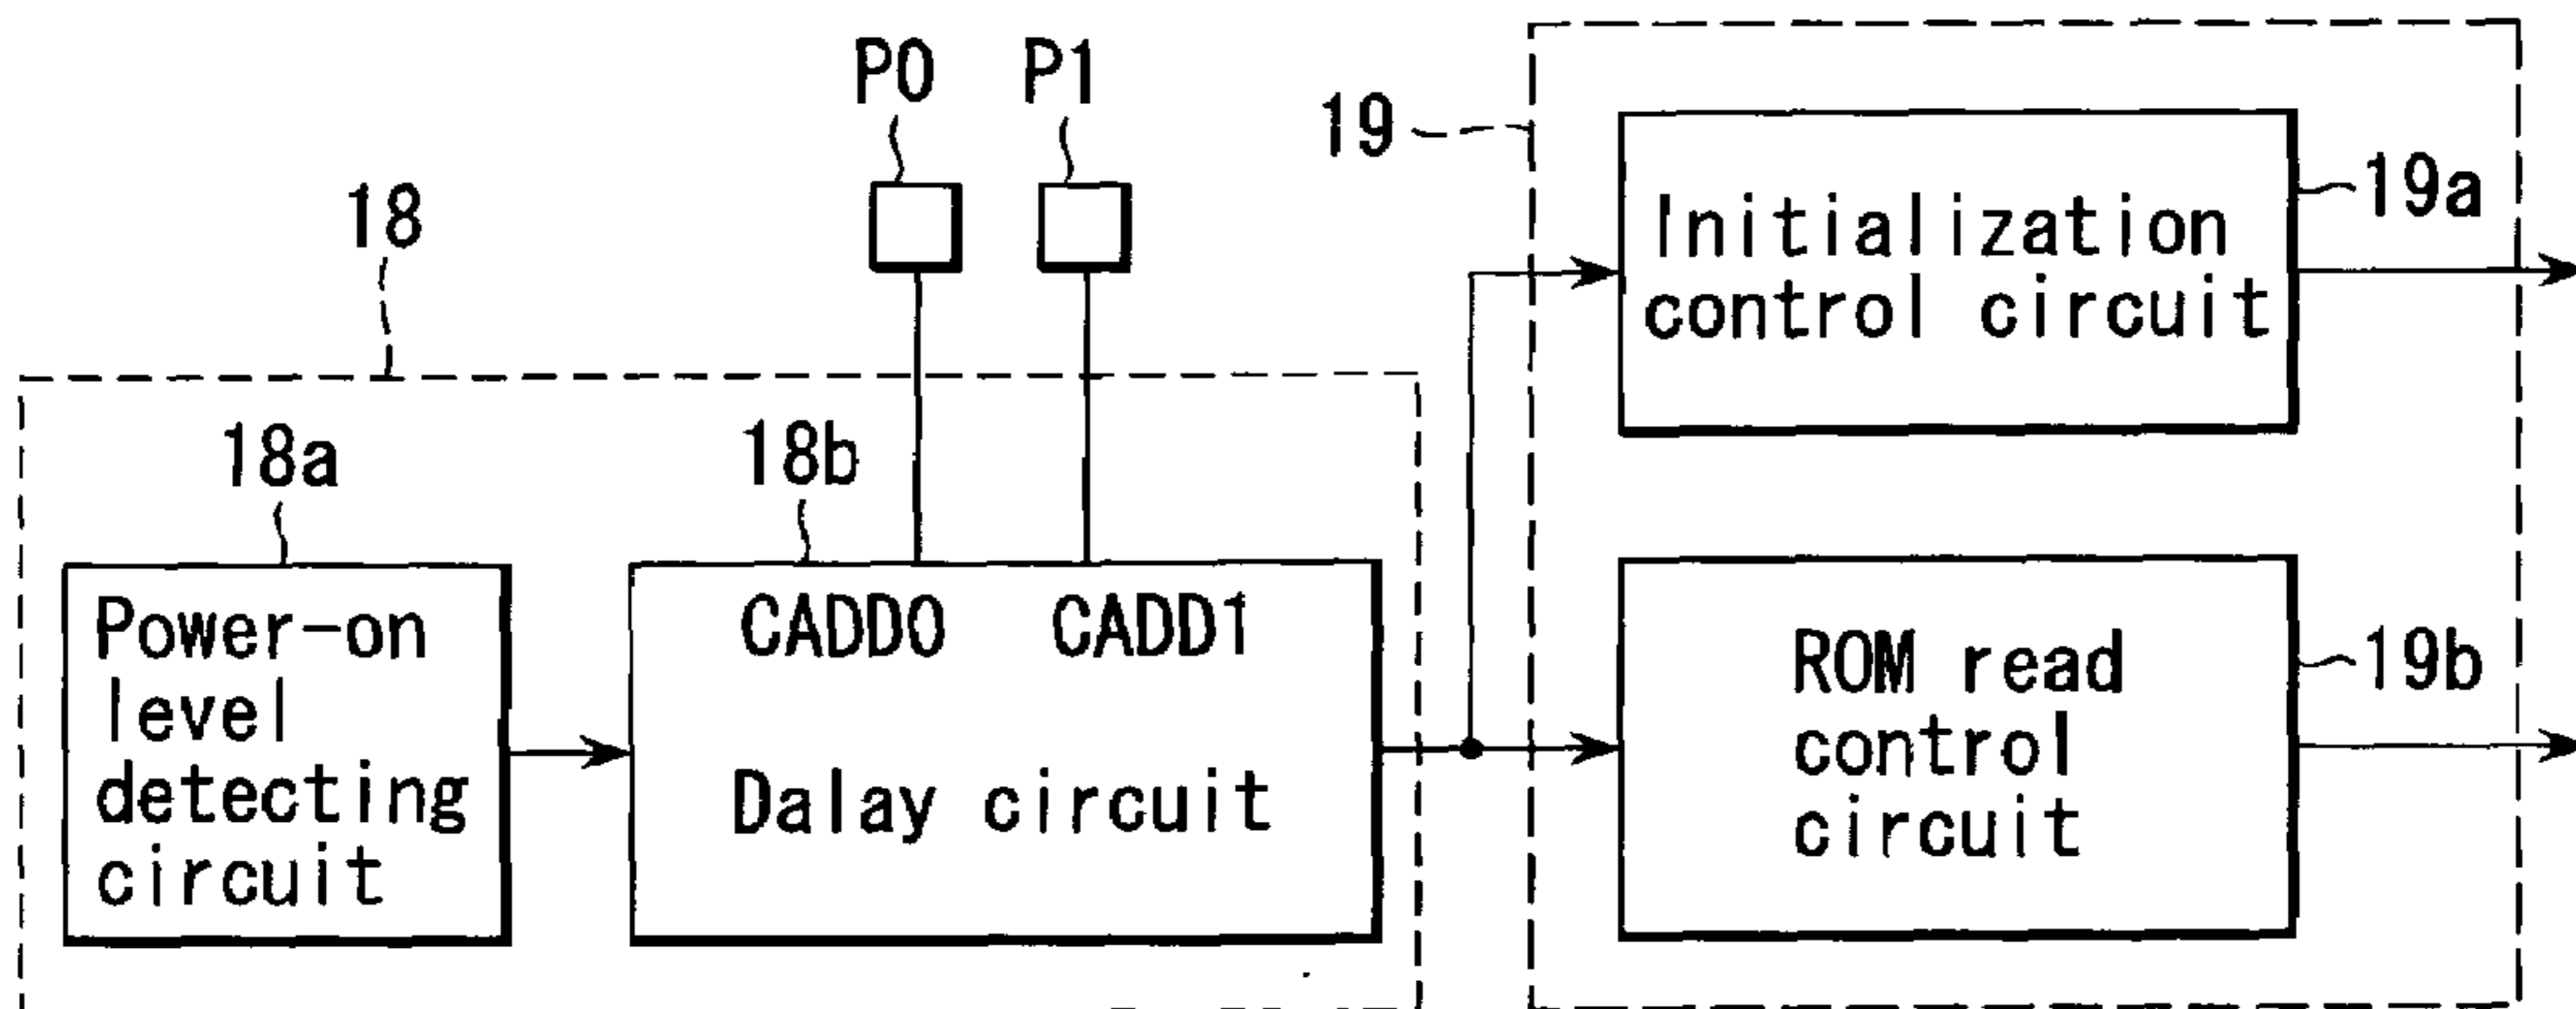 P0
P1
19
Initialization
control circuit
19a
18
18a
18b
Power-on
level
detecting
circuit
CADD0
CADD1
Dalay circuit
ROM read
control
circuit
19b